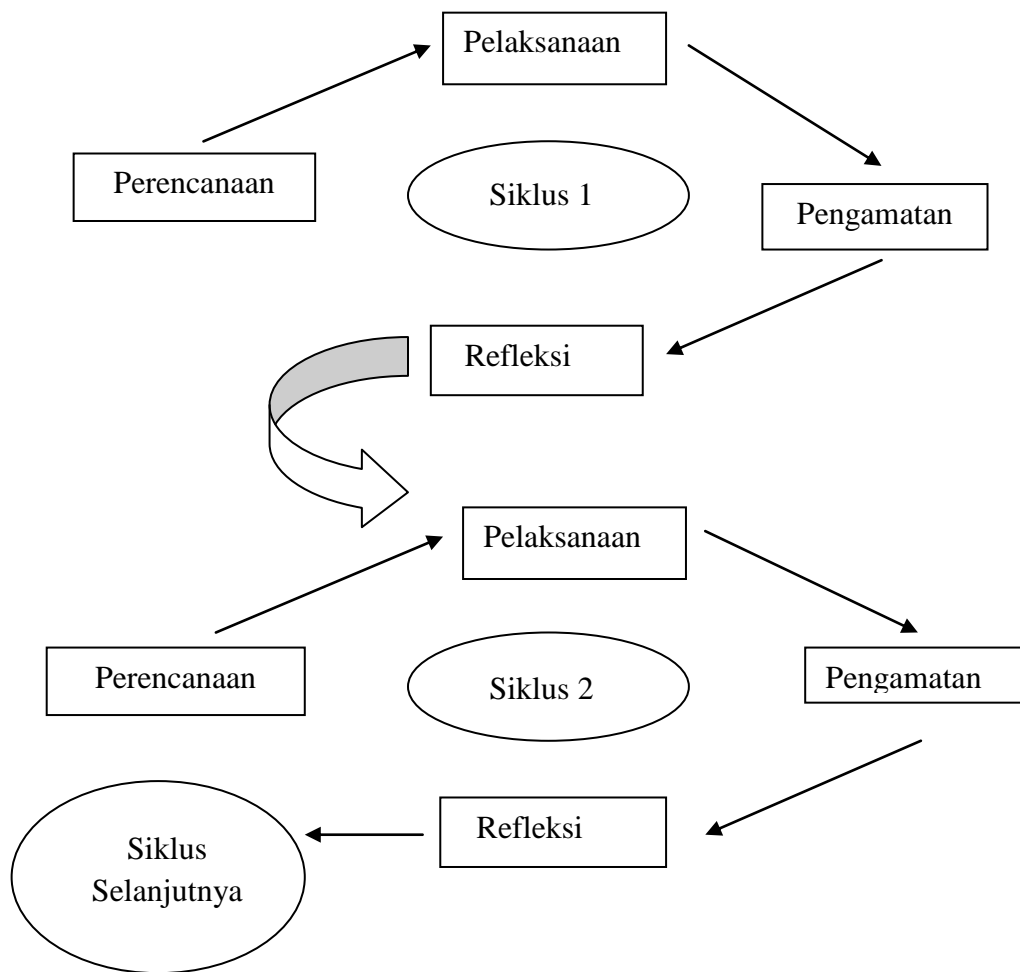 Pelaksanaan
Perencanaan
Siklus 1
Pengamatan
Refleksi
Pelaksanaan
Perencanaan
Siklus 2
Pengamatan
Refleksi
Siklus
Selanjutnya